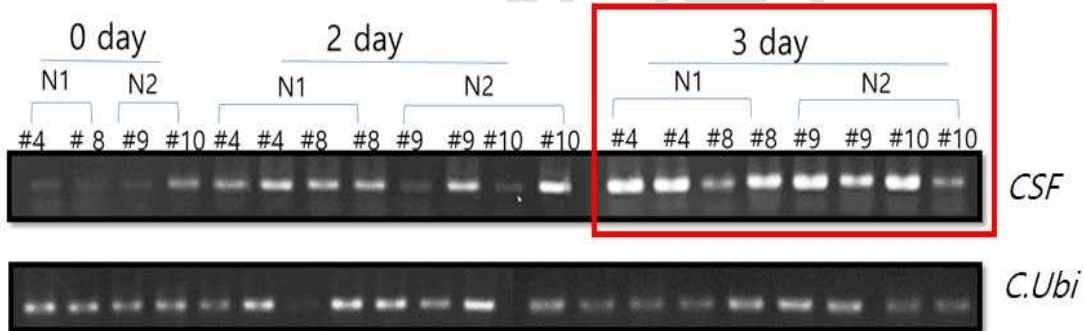 0 day 2 day 3 day
N1 N2 N1 N2 N1 N2
#4 # 8 #9 #10 #4 #4 #8 #8 #9 #9 #10 #10 #4 #4 #8 #8 #9 #9 #10 #10
CSF
C.Ubi